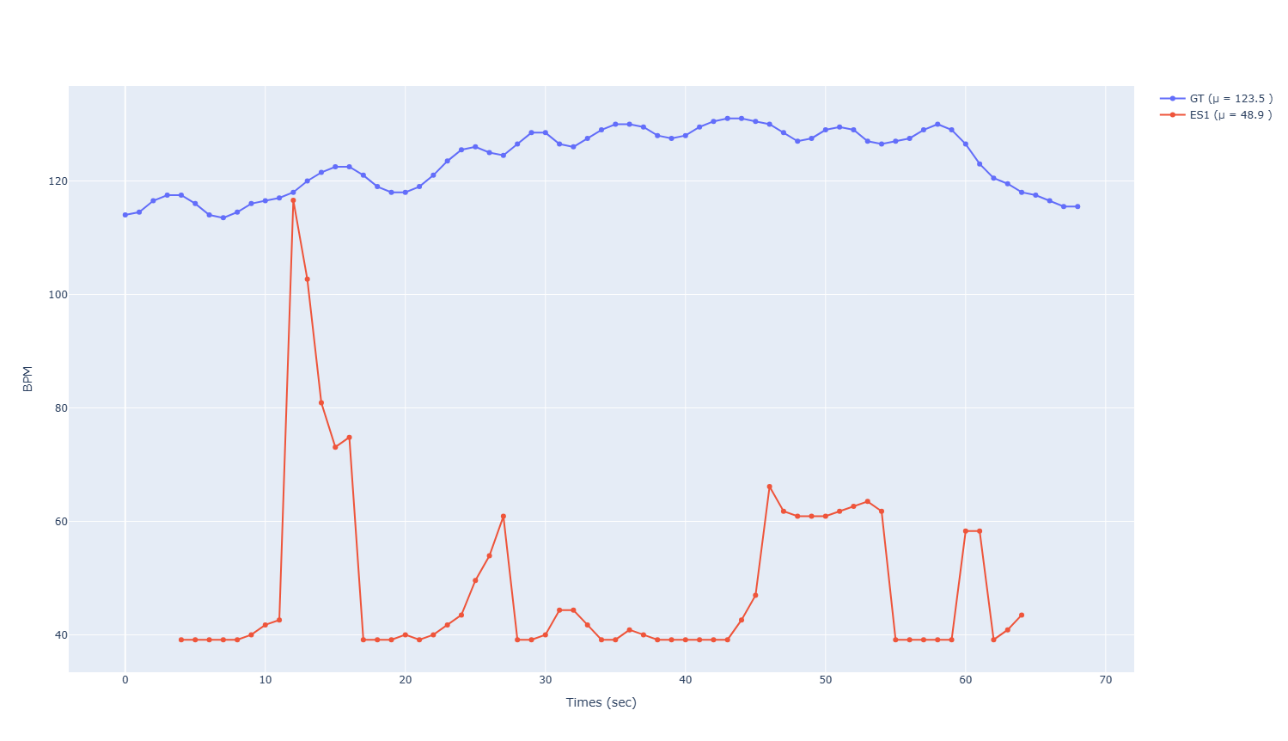 GT (μ = 123.5 )
ES1 (μ = 48.9 )
120
100
80
60
40
BPM
0 10 20 30 40 50 60 70
Times (sec)